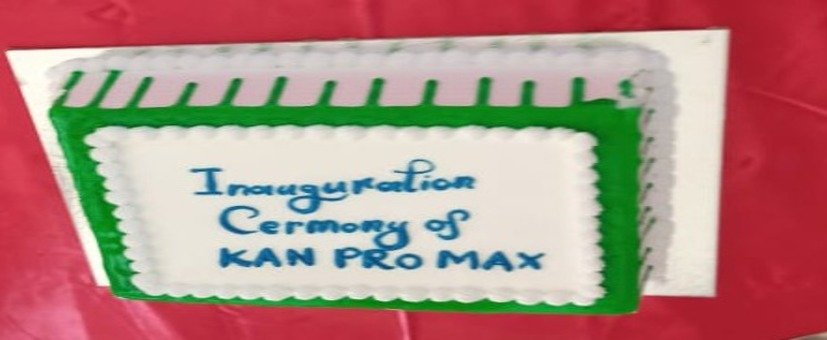 Inauguration
Cermony of
KAN PRO MAX